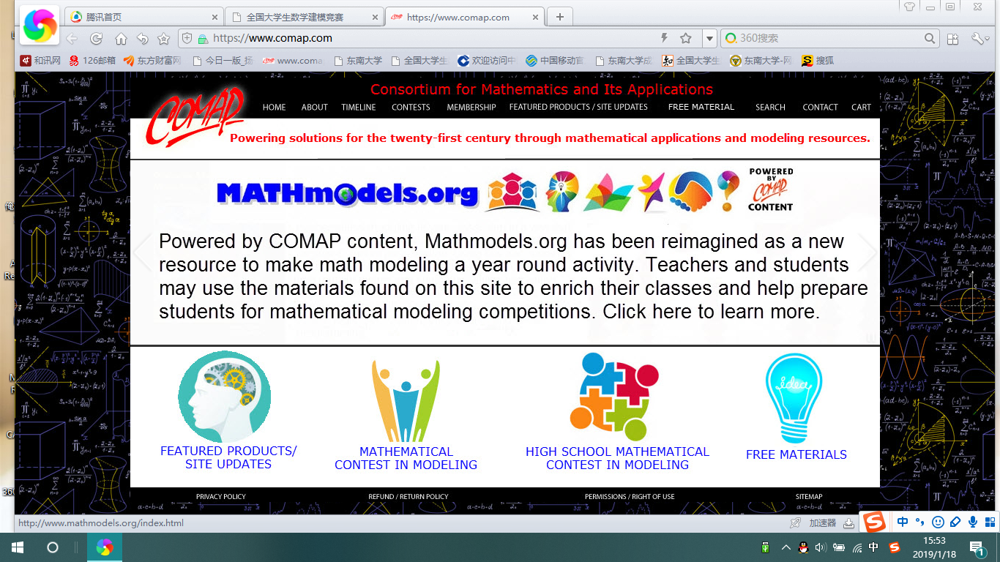 腾讯首页
全国大学生数学建模竞赛
https://www.comap.com
https://www.comap.com
360搜索
和讯网
126邮箱
东方财富网
今日一版_扬
www.coma
东南大学
全国大学生
欢迎访问中
中国移动官
东南大学成
全国大学生
东南大学-网
搜狐
COMAP
Consortium for Mathematics and Its Applications
HOME
ABOUT
TIMELINE
CONTESTS
MEMBERSHIP
FEATURED PRODUCTS / SITE UPDATES
FREE MATERIAL
SEARCH
CONTACT
CART
Powering solutions for the twenty-first century through mathematical applications and modeling resources.
MATHmodels.org
POWERED
BY
COMAP
CONTENT
Powered by COMAP content, Mathmodels.org has been reimagined as a new
resource to make math modeling a year round activity. Teachers and students
may use the materials found on this site to enrich their classes and help prepare
students for mathematical modeling competitions. Click here to learn more.
idea
FEATURED PRODUCTS/
SITE UPDATES
MATHEMATICAL
CONTEST IN MODELING
HIGH SCHOOL MATHEMATICAL
CONTEST IN MODELING
FREE MATERIALS
PRIVACY POLICY
REFUND / RETURN POLICY
PERMISSIONS / RIGHT OF USE
SITEMAP
http://www.mathmodels.org/index.html
加速器
中
中
15:53
2019/1/18
1